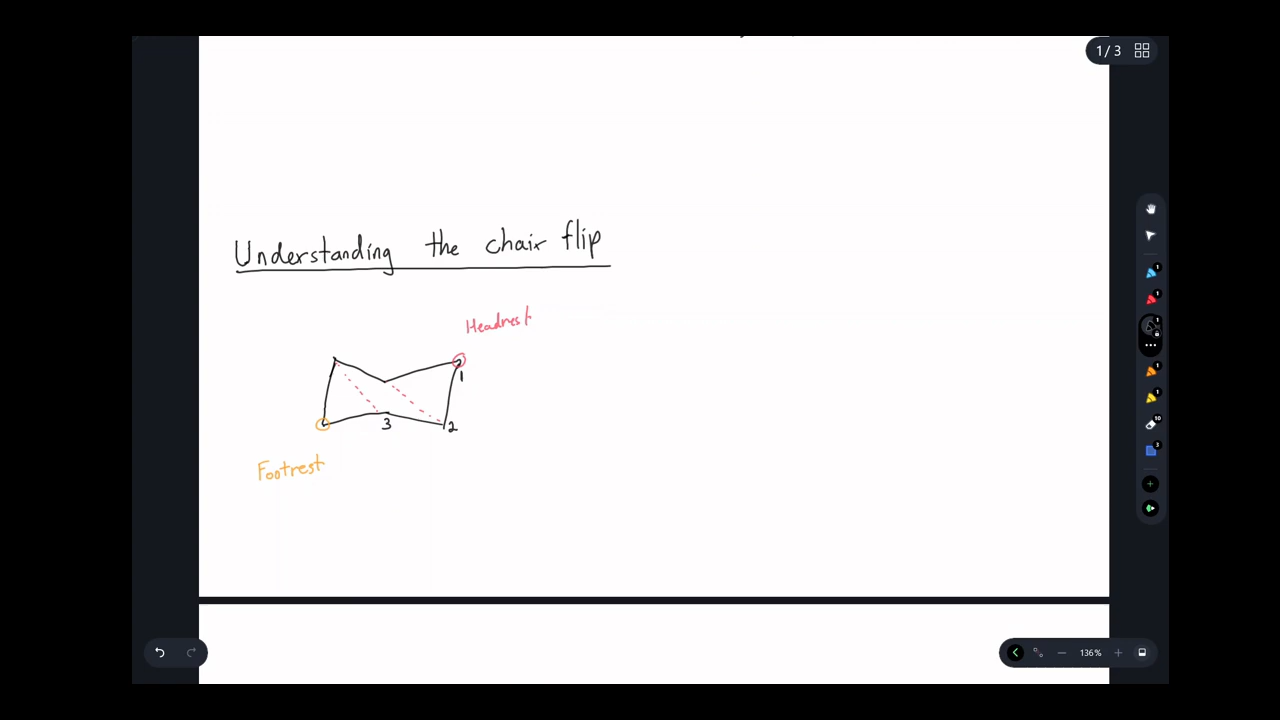 1/3
Understanding the chair flip
Headrest
1
3
2
Footrest
136%